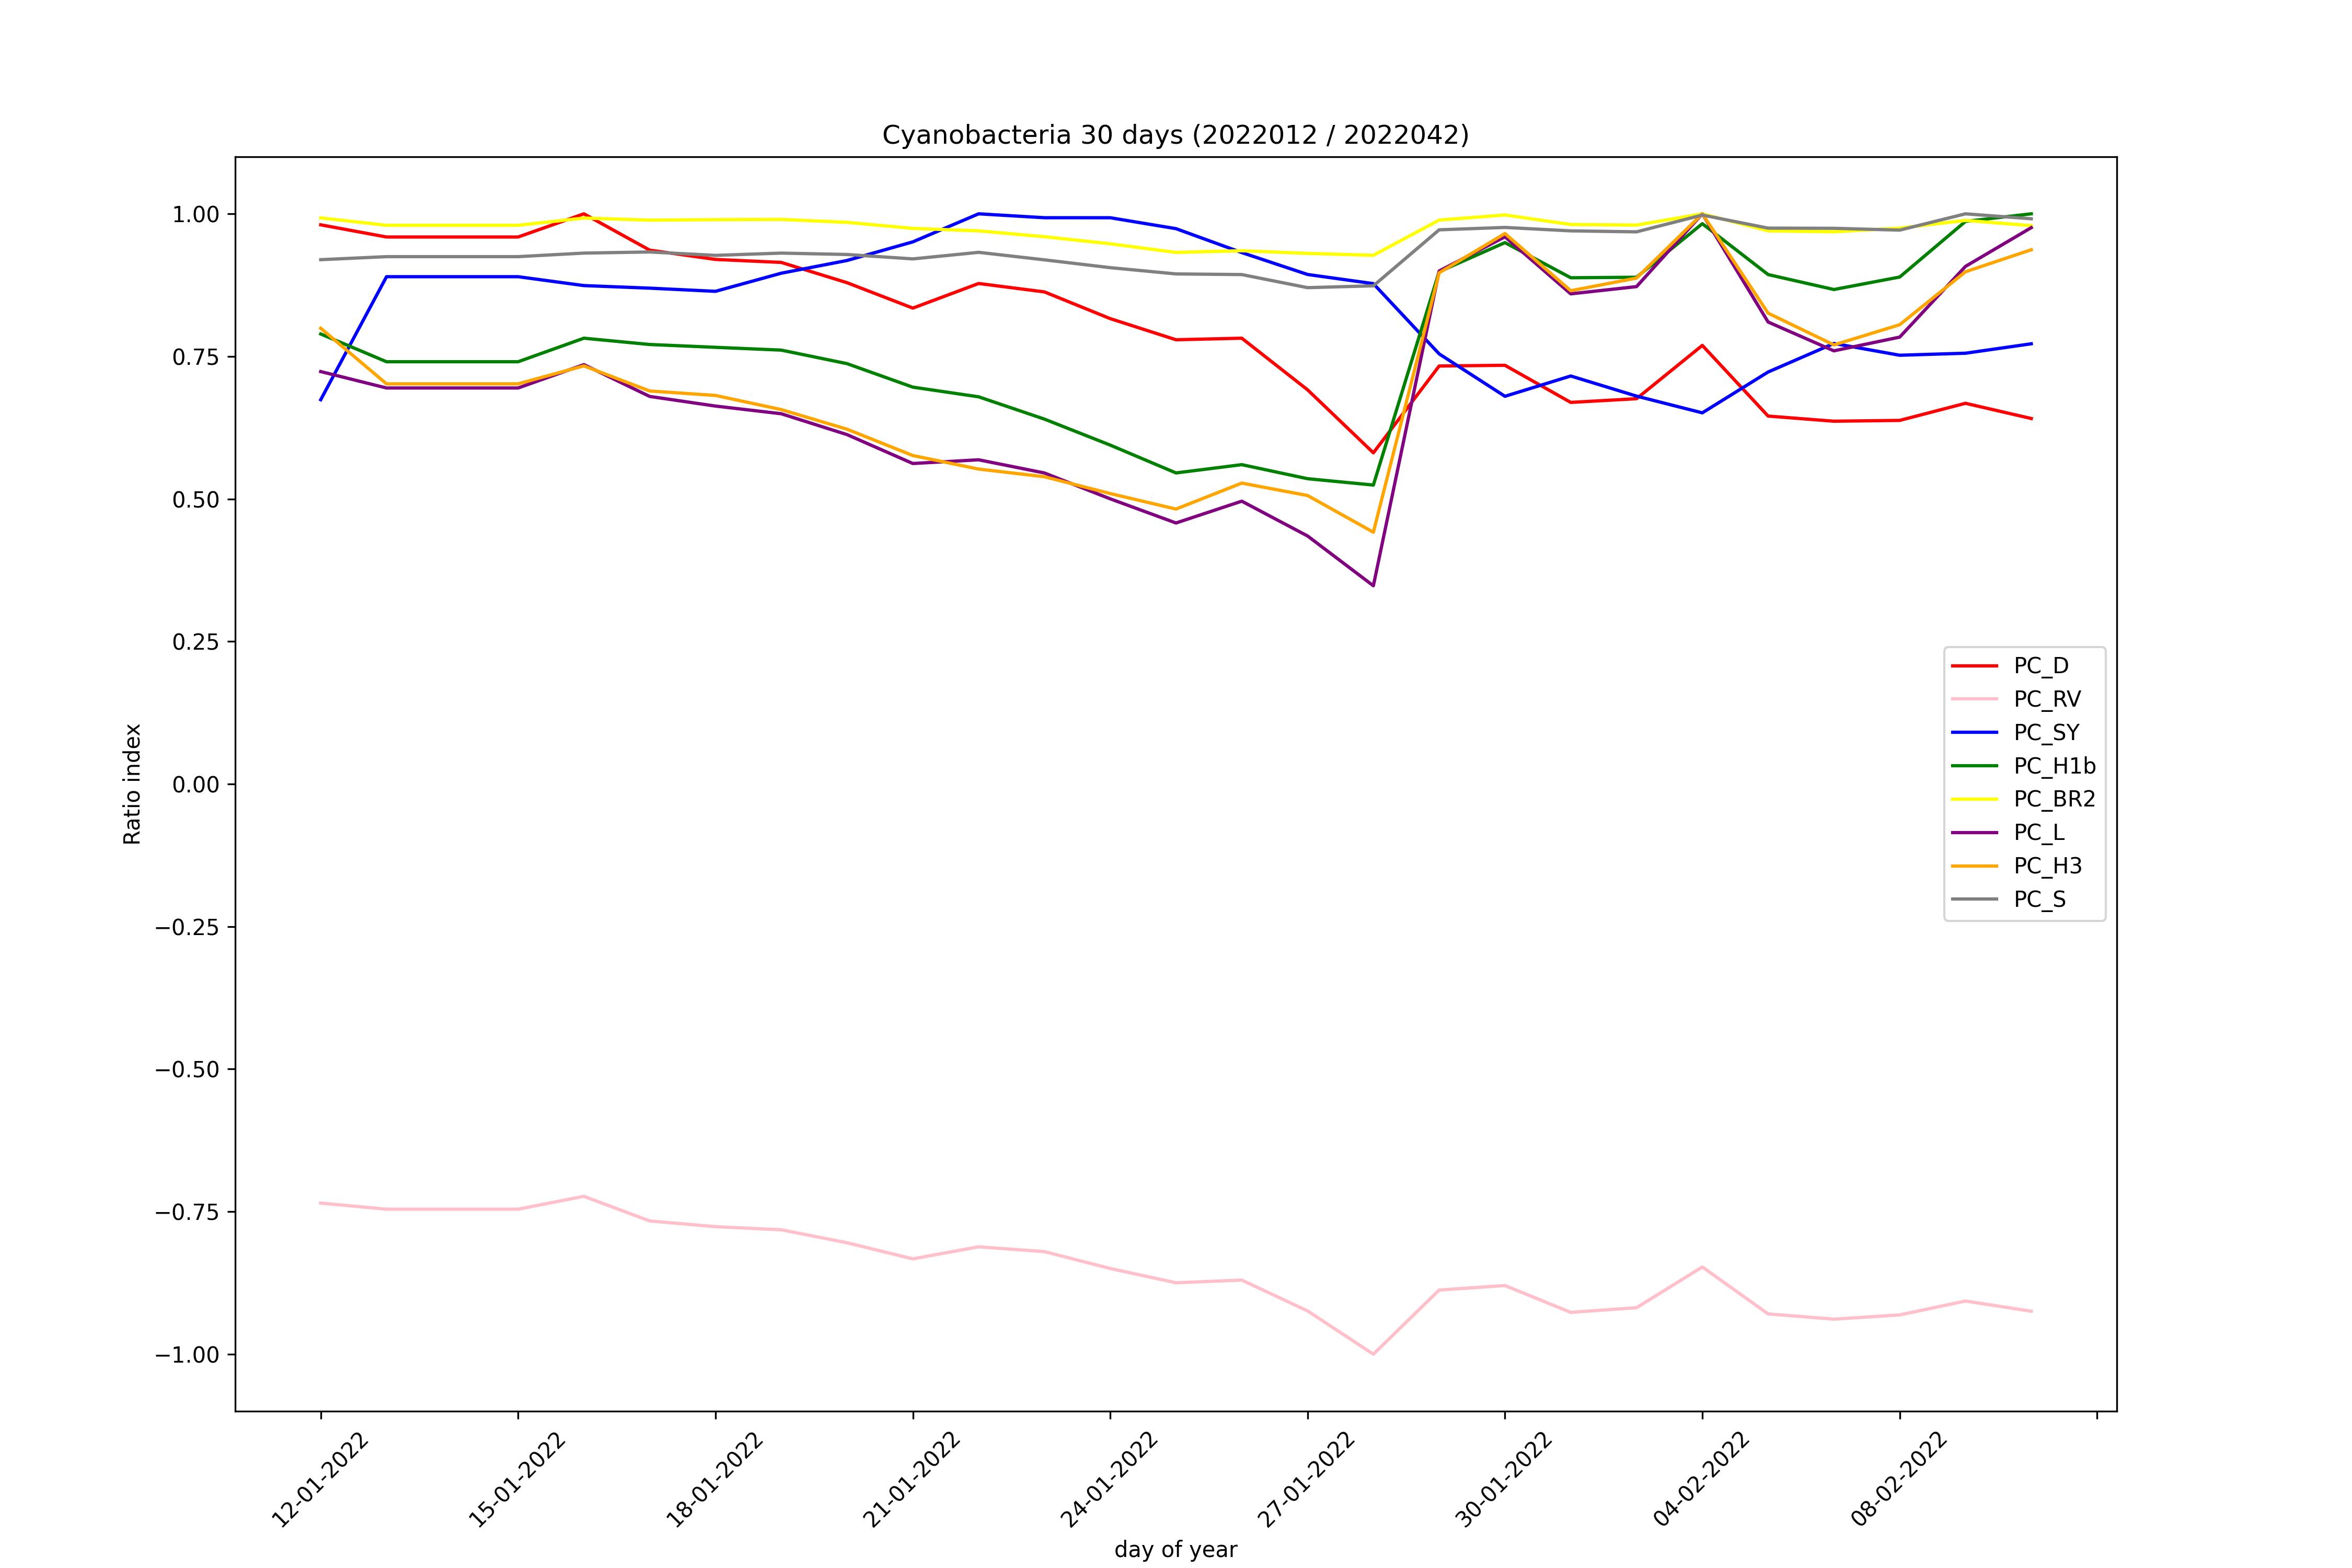 Cyanobacteria 30 days (2022012 / 2022042)
1.00
0.75
0.50
0.25
0.00
−0.25
−0.50
−0.75
−1.00
Ratio index
PC_D
PC_RV
PC_SY
PC_H1b
PC_BR2
PC_L
PC_H3
PC_S
12-01-2022
15-01-2022
18-01-2022
21-01-2022
24-01-2022
27-01-2022
30-01-2022
04-02-2022
08-02-2022
day of year